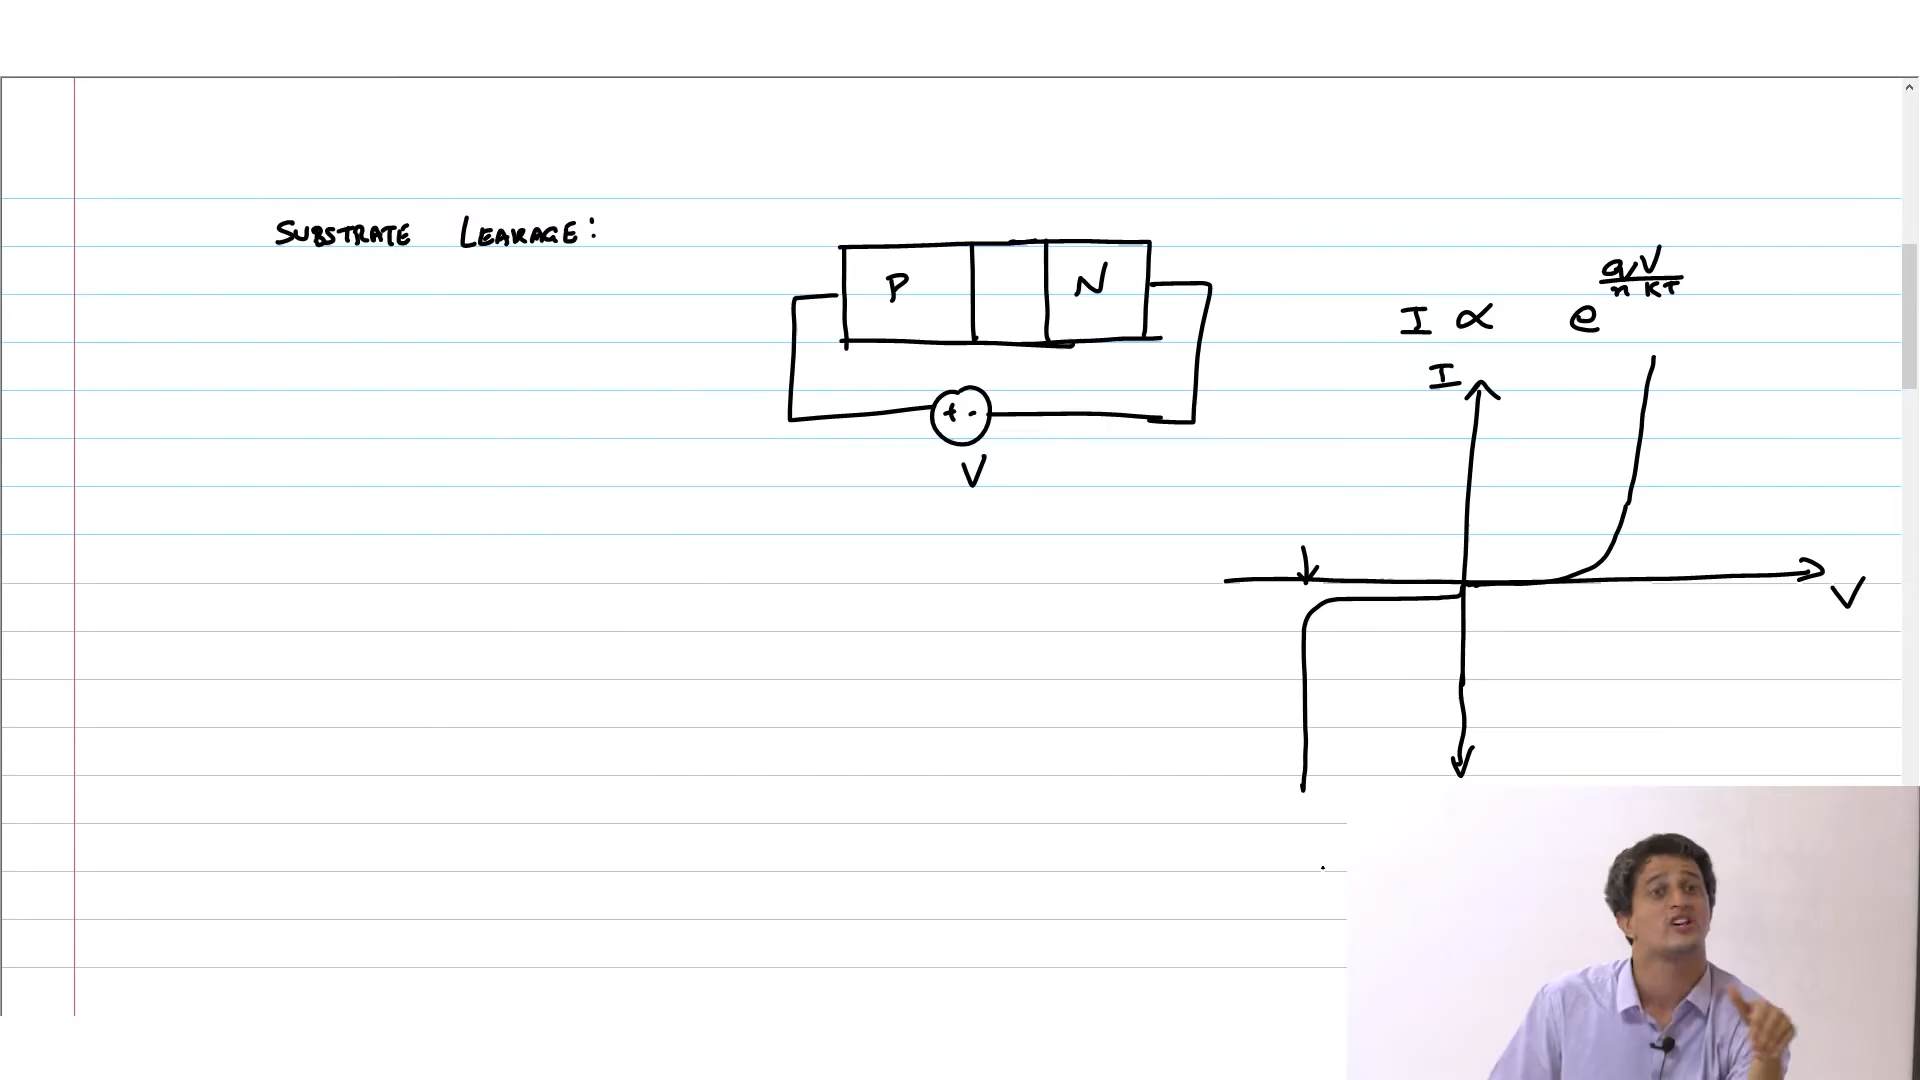 SUBSTRATE LEAKAGE:
P N
+ -
V
I ∝ e^(qV/nKT)
I
V